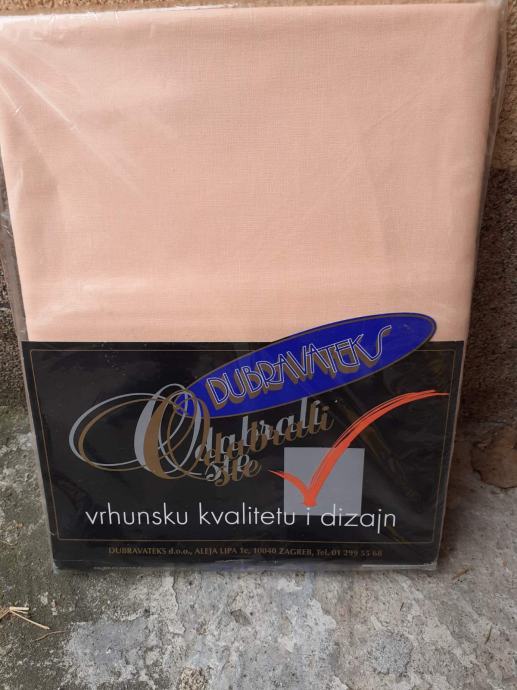 DUBRAVATEKS
Odabrali
ste
vrhunsku kvalitetu i dizajn
DUBRAVATEKS d.o.o., ALEJA LIPA 1c, 10040 ZAGREB, Tel. 01 299 55 68